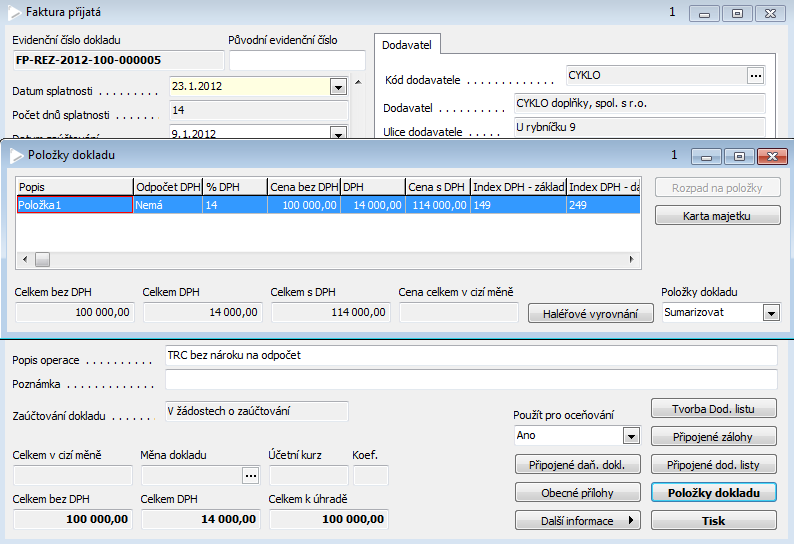 Faktura přijatá 1
Evidenční číslo dokladu Původní evidenční číslo
FP-REZ-2012-100-000005
Dodavatel
Datum splatnosti . . . . . . . . . 23.1.2012
Kód dodavatele . . . . . . . . . . . . . CYKLO ...
Počet dnů splatnosti . . . . . . 14
Dodavatel . . . . . . CYKLO doplňky, spol. s r.o.
Datum zaúčtování 9.1.2012
Ulice dodavatele . . . . . U rybníčku 9
Položky dokladu 1
Popis Odpočet DPH % DPH Cena bez DPH DPH Cena s DPH Index DPH - základ Index DPH - da
Položka1 Nemá 14 100 000,00 14 000,00 114 000,00 149 249
Rozpad na položky
Karta majetku
Celkem bez DPH Celkem DPH Celkem s DPH Cena celkem v cizí měně Položky dokladu
100 000,00 14 000,00 114 000,00 Haléřové vyrovnání Sumarizovat
Popis operace . . . . . . . . . . TRC bez nároku na odpočet
Poznámka . . . . . . . . . . . . .
Zaúčtování dokladu . . . . . . V žádostech o zaúčtování
Použít pro oceňování
Ano
Tvorba Dod. listu
Připojené zálohy
Celkem v cizí měně Měna dokladu Účetní kurz Koef.
...
Připojené daň. dokl. Připojené dod. listy
Celkem bez DPH Celkem DPH Celkem k úhradě
100 000,00 14 000,00 100 000,00
Obecné přílohy Položky dokladu
Další informace Tisk